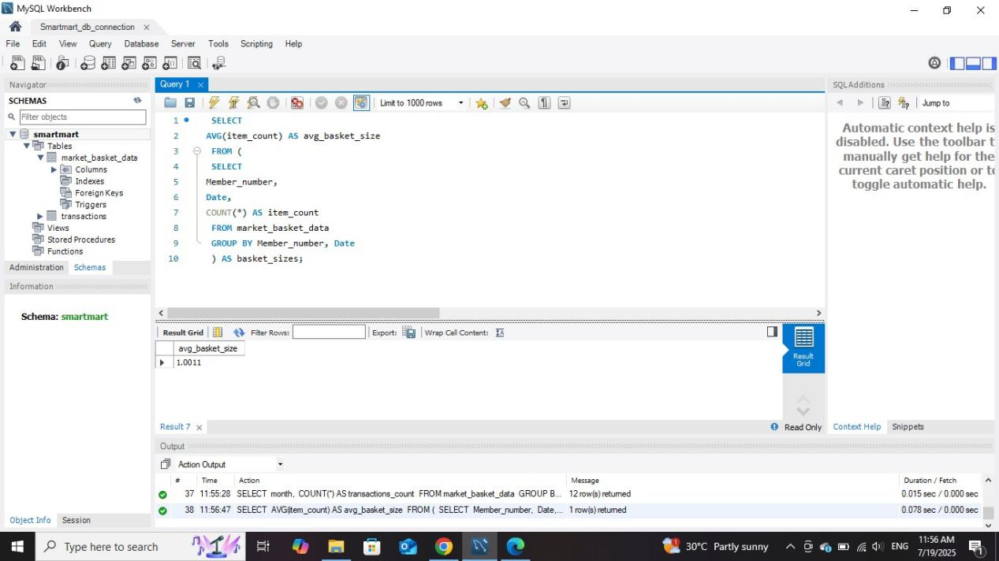 MySQL Workbench
Smartmart_db_connection
File Edit View Query Database Server Tools Scripting Help
Navigator
SCHEMAS
Filter objects
smartmart
Tables
market_basket_data
Columns
Indexes
Foreign Keys
Triggers
transactions
Views
Stored Procedures
Functions
Administration Schemas
Information
Schema: smartmart
Object Info Session
Query 1
Limit to 1000 rows
1 SELECT
2 AVG(item_count) AS avg_basket_size
3 FROM (
4 SELECT
5 Member_number,
6 Date,
7 COUNT(*) AS item_count
8 FROM market_basket_data
9 GROUP BY Member_number, Date
10 ) AS basket_sizes;
Result Grid Filter Rows: Export: Wrap Cell Content:
avg_basket_size
1.0011
Result
Grid
Result 7
Read Only
SQLAdditions
Jump to
Automatic context help is
disabled. Use the toolbar t
manually get help for the
current caret position or to
toggle automatic help.
Context Help Snippets
Output
Action Output
# Time Action Message Duration / Fetch
37 11:55:28 SELECT month, COUNT(*) AS transactions_count FROM market_basket_data GROUP B... 12 row(s) returned 0.015 sec / 0.000 sec
38 11:56:47 SELECT AVG(item_count) AS avg_basket_size FROM ( SELECT Member_number, Date,... 1 row(s) returned 0.078 sec / 0.000 sec
Type here to search
30°C Partly sunny
ENG
11:56 AM
7/19/2025